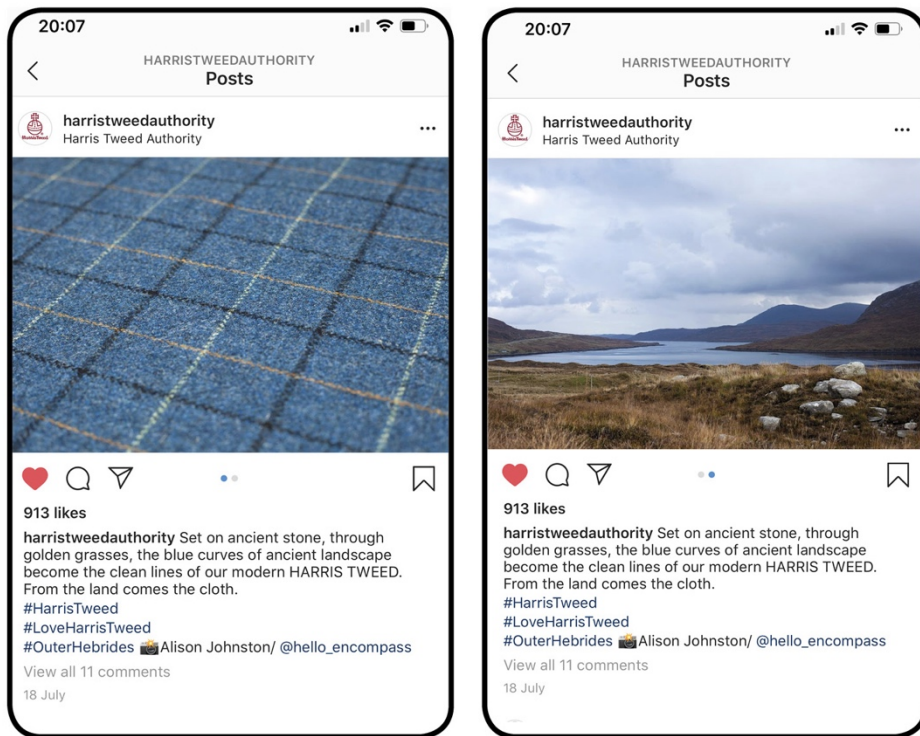 20:07
HARRISTWEEDAUTHORITY
Posts
harristweedauthority
Harris Tweed Authority
913 likes
harristweedauthority Set on ancient stone, through
golden grasses, the blue curves of ancient landscape
become the clean lines of our modern HARRIS TWEED.
From the land comes the cloth.
#HarrisTweed
#LoveHarrisTweed
#OuterHebrides 📸Alison Johnston/ @hello_encompass
View all 11 comments
18 July
20:07
HARRISTWEEDAUTHORITY
Posts
harristweedauthority
Harris Tweed Authority
913 likes
harristweedauthority Set on ancient stone, through
golden grasses, the blue curves of ancient landscape
become the clean lines of our modern HARRIS TWEED.
From the land comes the cloth.
#HarrisTweed
#LoveHarrisTweed
#OuterHebrides 📸Alison Johnston/ @hello_encompass
View all 11 comments
18 July